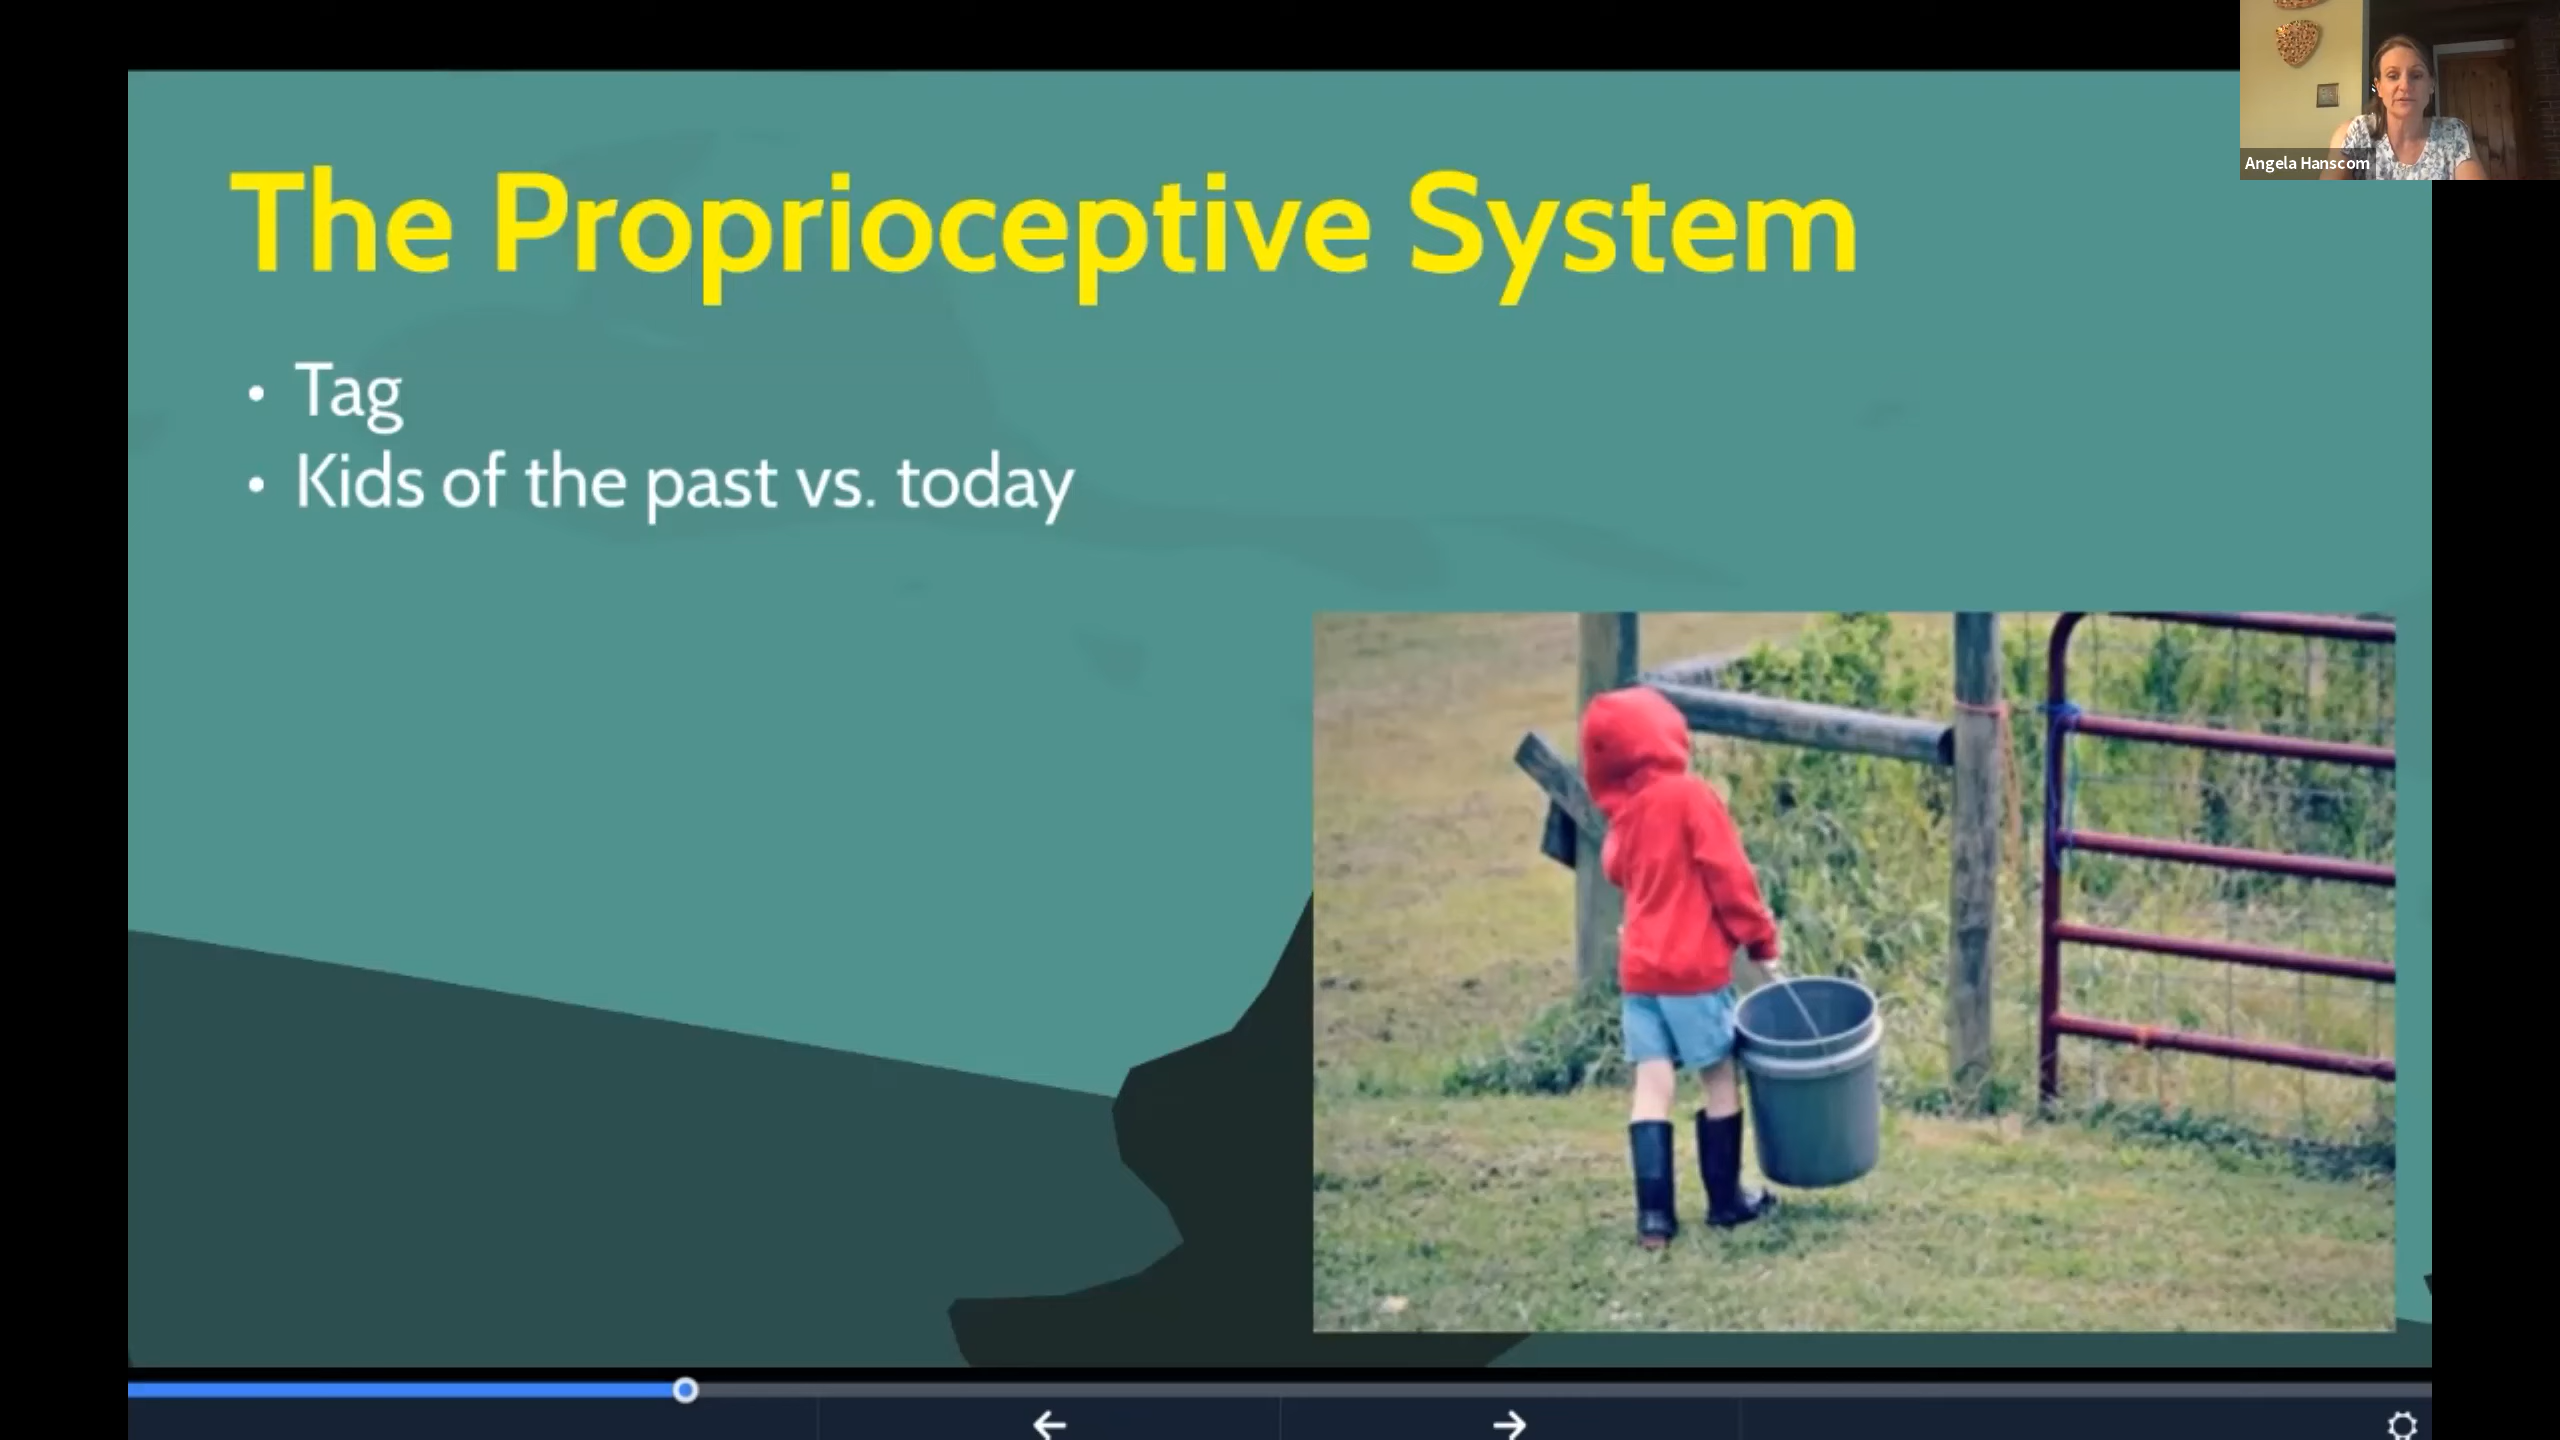 The Proprioceptive System
• Tag
• Kids of the past vs. today
Angela Hanscom